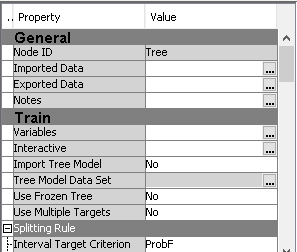 .. Property Value
General
Node ID Tree
Imported Data ...
Exported Data ...
Notes ...
Train
Variables ...
Interactive ...
Import Tree Model No
Tree Model Data Set ...
Use Frozen Tree No
Use Multiple Targets No
Splitting Rule
Interval Target Criterion ProbF